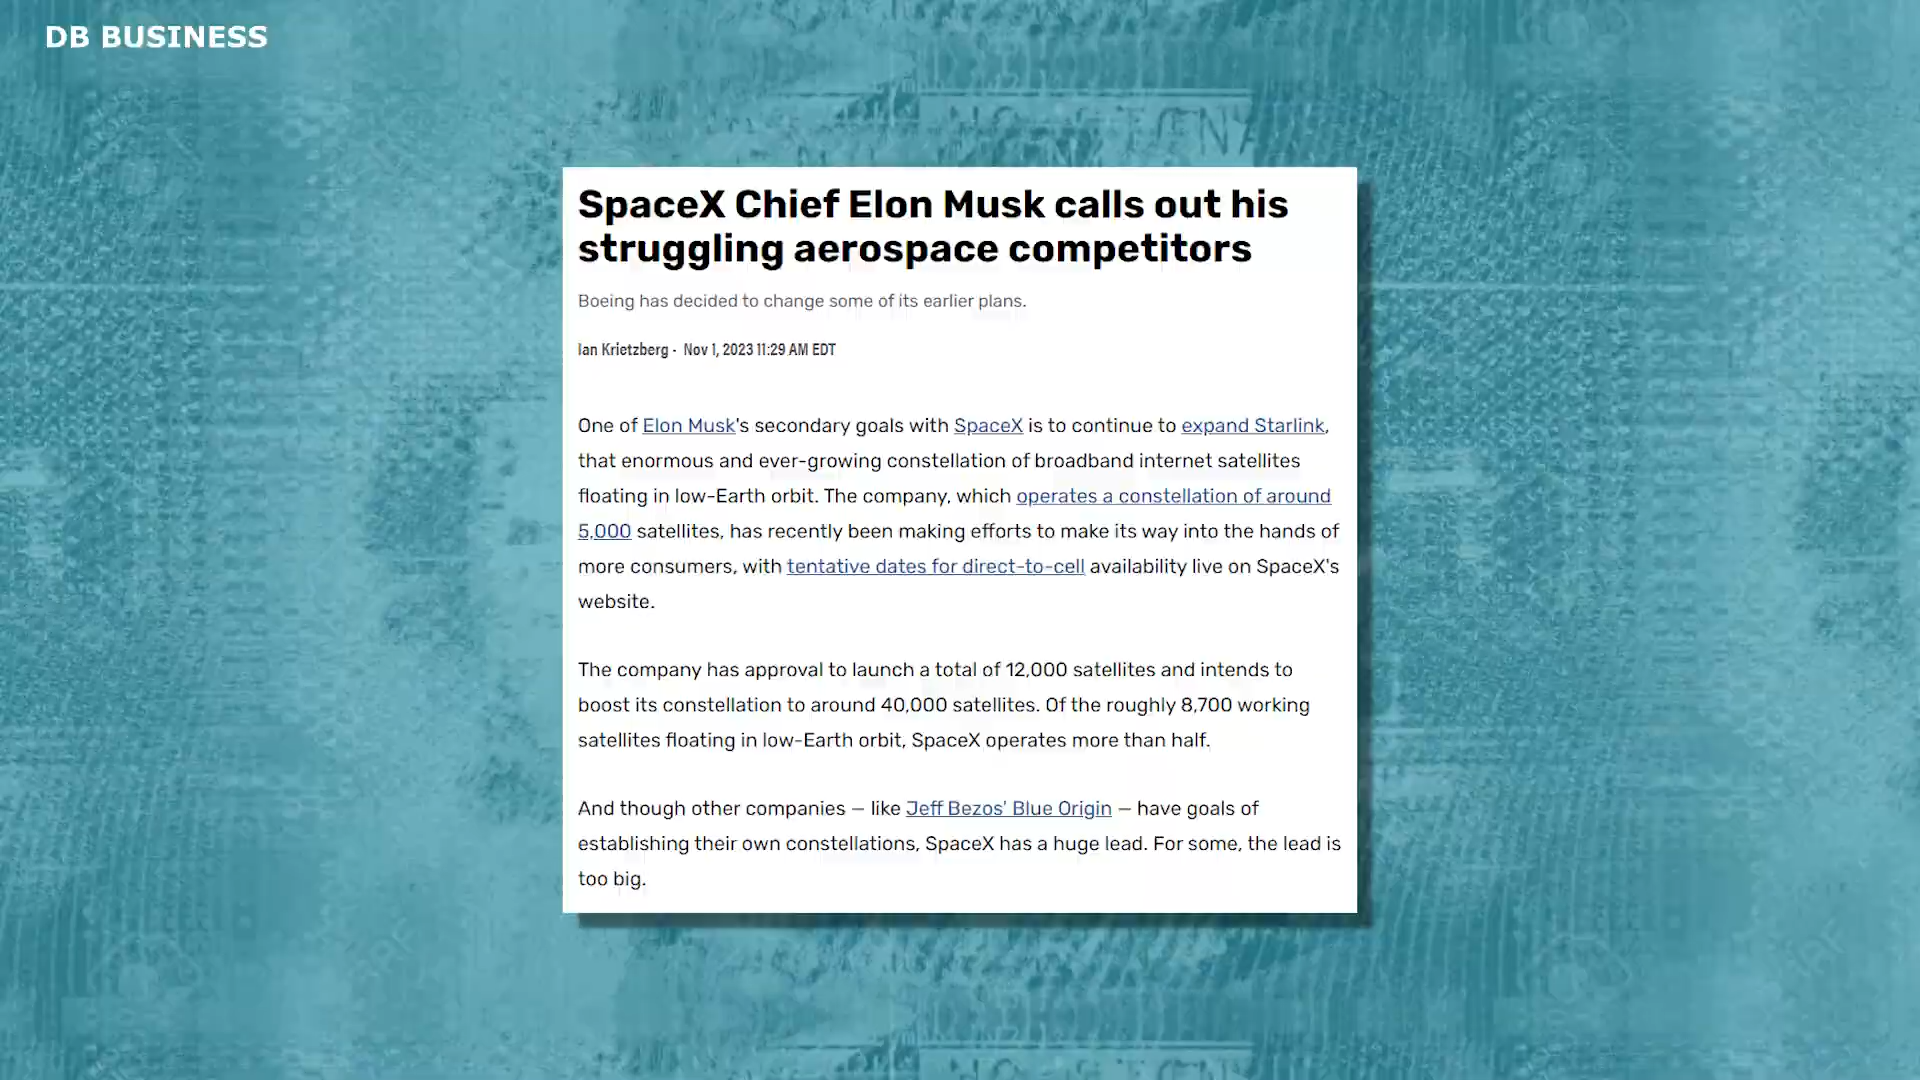 DB BUSINESS
SpaceX Chief Elon Musk calls out his
struggling aerospace competitors
Boeing has decided to change some of its earlier plans.
Ian Krietzberg - Nov 1, 2023 11:29 AM EDT
One of Elon Musk's secondary goals with SpaceX is to continue to expand Starlink,
that enormous and ever-growing constellation of broadband internet satellites
floating in low-Earth orbit. The company, which operates a constellation of around
5,000 satellites, has recently been making efforts to make its way into the hands of
more consumers, with tentative dates for direct-to-cell availability live on SpaceX's
website.
The company has approval to launch a total of 12,000 satellites and intends to
boost its constellation to around 40,000 satellites. Of the roughly 8,700 working
satellites floating in low-Earth orbit, SpaceX operates more than half.
And though other companies — like Jeff Bezos' Blue Origin — have goals of
establishing their own constellations, SpaceX has a huge lead. For some, the lead is
too big.